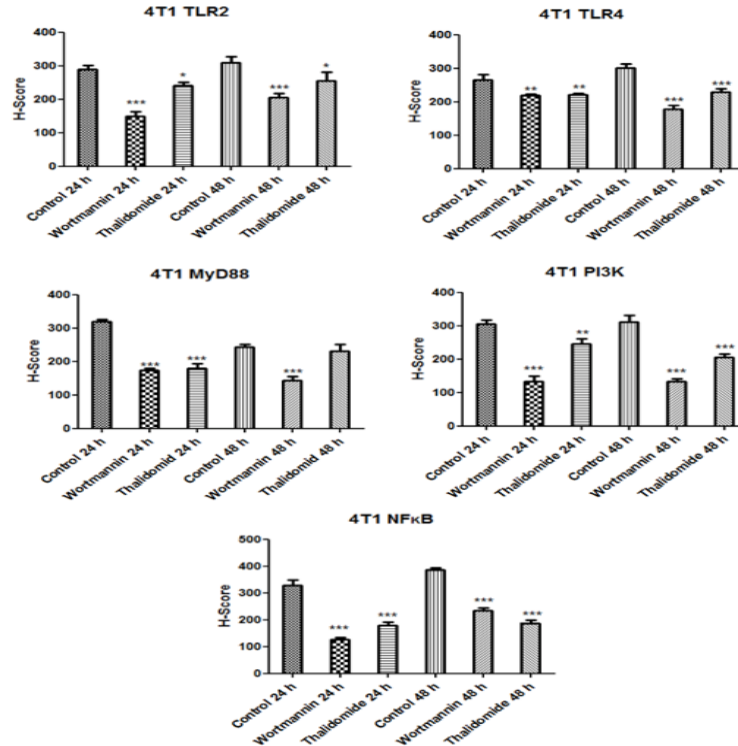 4T1 TLR2
H-Score
400
300
200
100
0
***
*
***
*
Control 24 h
Wortmannin 24 h
Thalidomide 24 h
Control 48 h
Wortmannin 48 h
Thalidomide 48 h
4T1 TLR4
H-Score
400
300
200
100
0
**
**
***
***
Control 24 h
Wortmannin 24 h
Thalidomide 24 h
Control 48 h
Wortmannin 48 h
Thalidomide 48 h
4T1 MyD88
H-Score
400
300
200
100
0
***
***
***
Control 24 h
Wortmannin 24 h
Thalidomid 24 h
Control 48 h
Wortmannin 48 h
Thalidomid 48 h
4T1 PI3K
H-Score
400
300
200
100
0
***
**
***
***
Control 24 h
Wortmannin 24 h
Thalidomide 24 h
Control 48 h
Wortmannin 48 h
Thalidomide 48 h
4T1 NFκB
H-Score
500
400
300
200
100
0
***
***
***
***
Control 24 h
Wortmannin 24 h
Thalidomide 24 h
Control 48 h
Wortmannin 48 h
Thalidomide 48 h